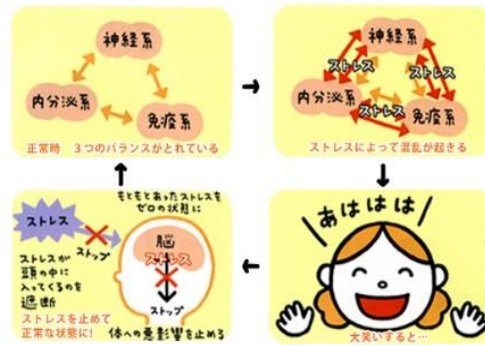 神経系
内分泌系
免疫系
正常時 3つのバランスがとれている
神経系
ストレス
ストレス
内分泌系
ストレス
免疫系
ストレスによって混乱が起きる
あははは
大笑いすると…
もともとあったストレスを
ゼロの状態に
ストレス
ストップ
脳
ストレス
ストップ
ストレスが
頭の中に
入ってくるのを
遮断
ストレスを止めて
正常な状態に!
体への悪影響を止める